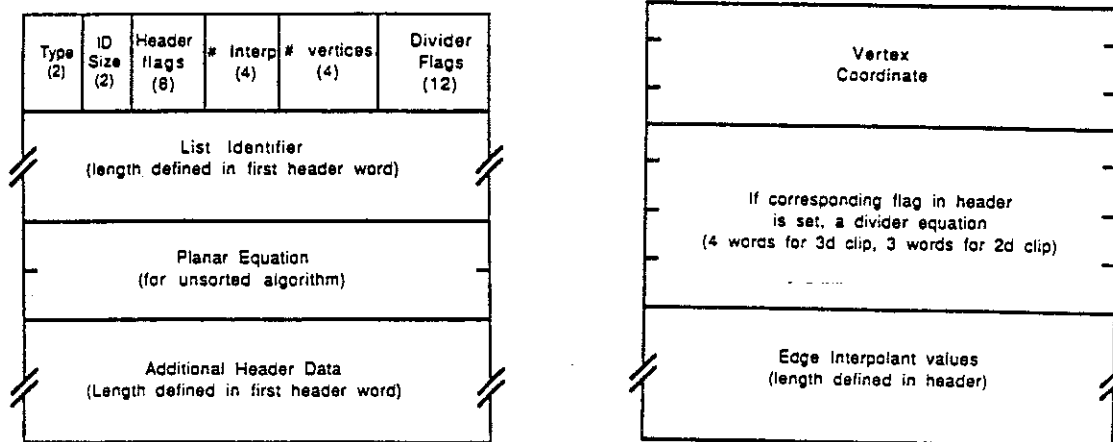 Type
(2)
ID
Size
(2)
Header
flags
(8)
# Interp
(4)
# vertices
(4)
Divider
Flags
(12)
List Identifier
(length defined in first header word)
Planar Equation
(for unsorted algorithm)
Additional Header Data
(Length defined in first header word)
Vertex
Coordinate
If corresponding flag in header
is set, a divider equation
(4 words for 3d clip, 3 words for 2d clip)
Edge Interpolant values
(length defined in header)